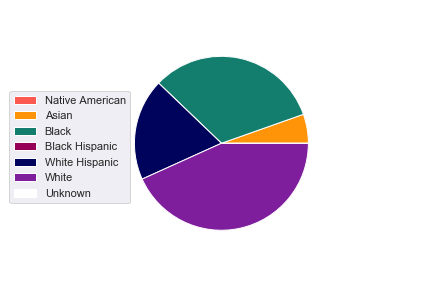 Native American
Asian
Black
Black Hispanic
White Hispanic
White
Unknown